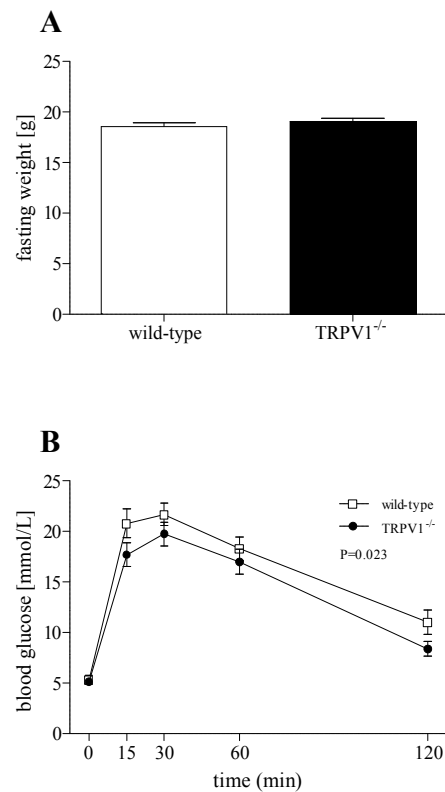 A
fasting weight [g]
25
20
15
10
5
0
wild-type TRPV1-/-
B
blood glucose [mmol/L]
25
20
15
10
5
0
wild-type
TRPV1-/-
P=0.023
0 15 30 60 120
time (min)